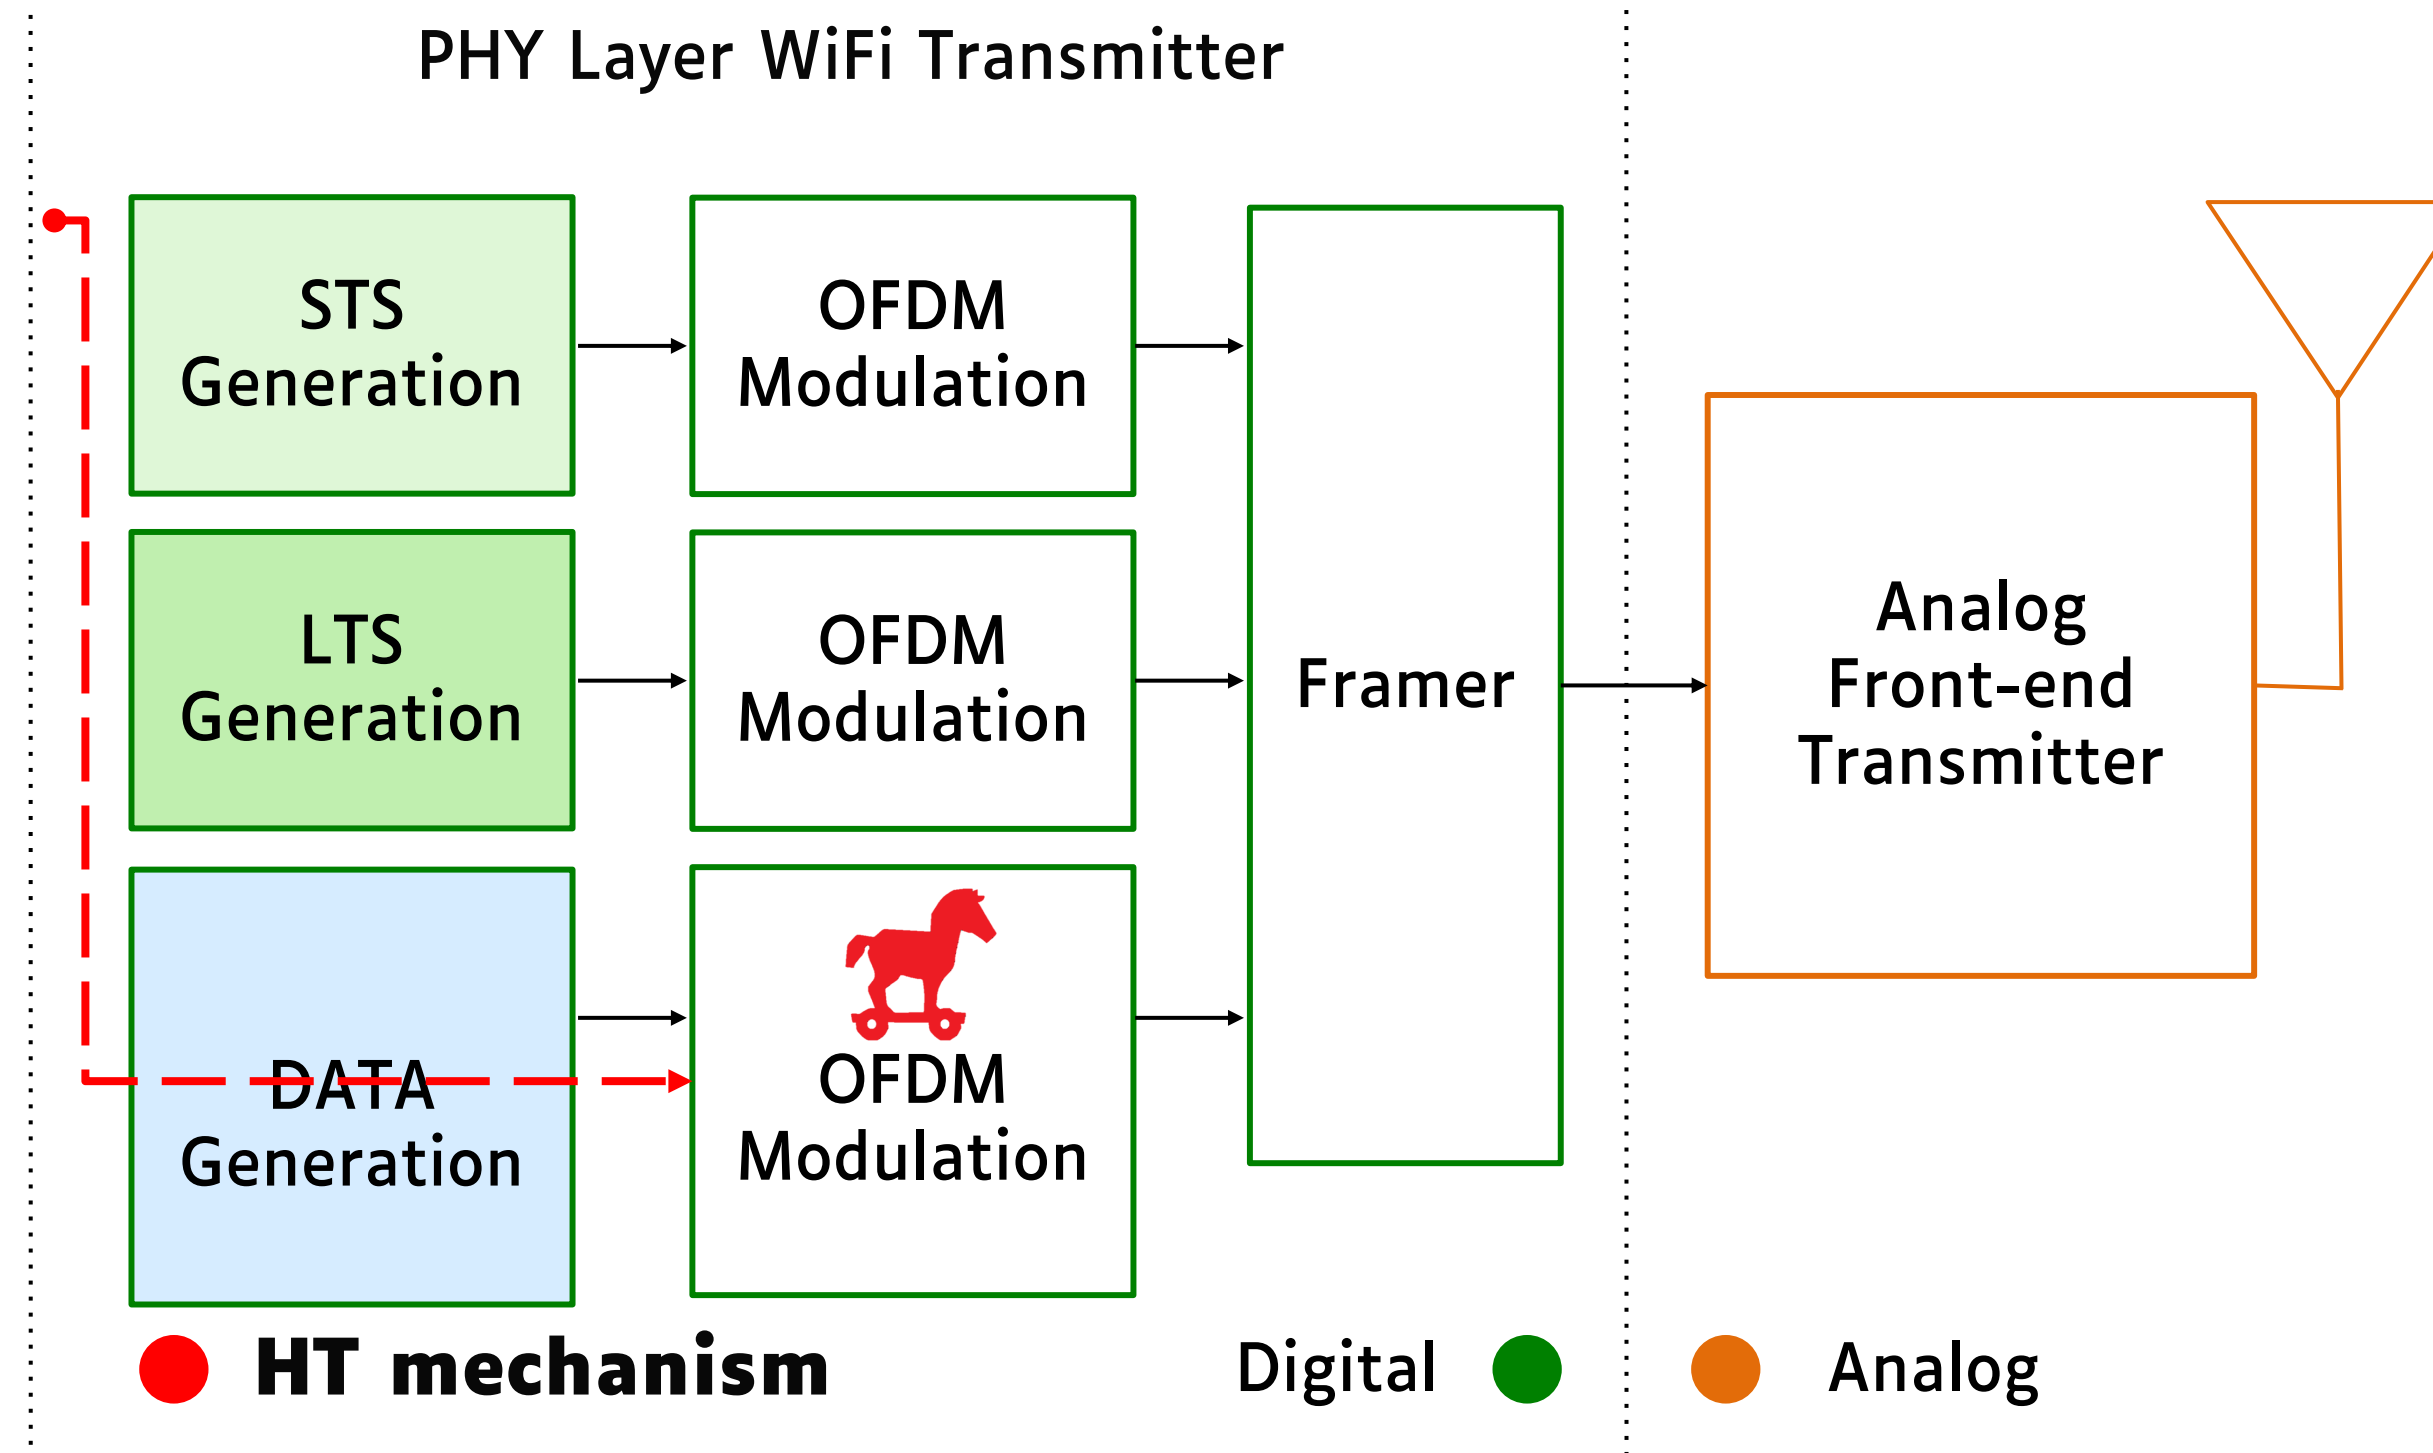 PHY Layer WiFi Transmitter
STS
Generation
OFDM
Modulation
LTS
Generation
OFDM
Modulation
DATA
Generation
OFDM
Modulation
Framer
Analog
Front-end
Transmitter
HT mechanism
Digital
Analog